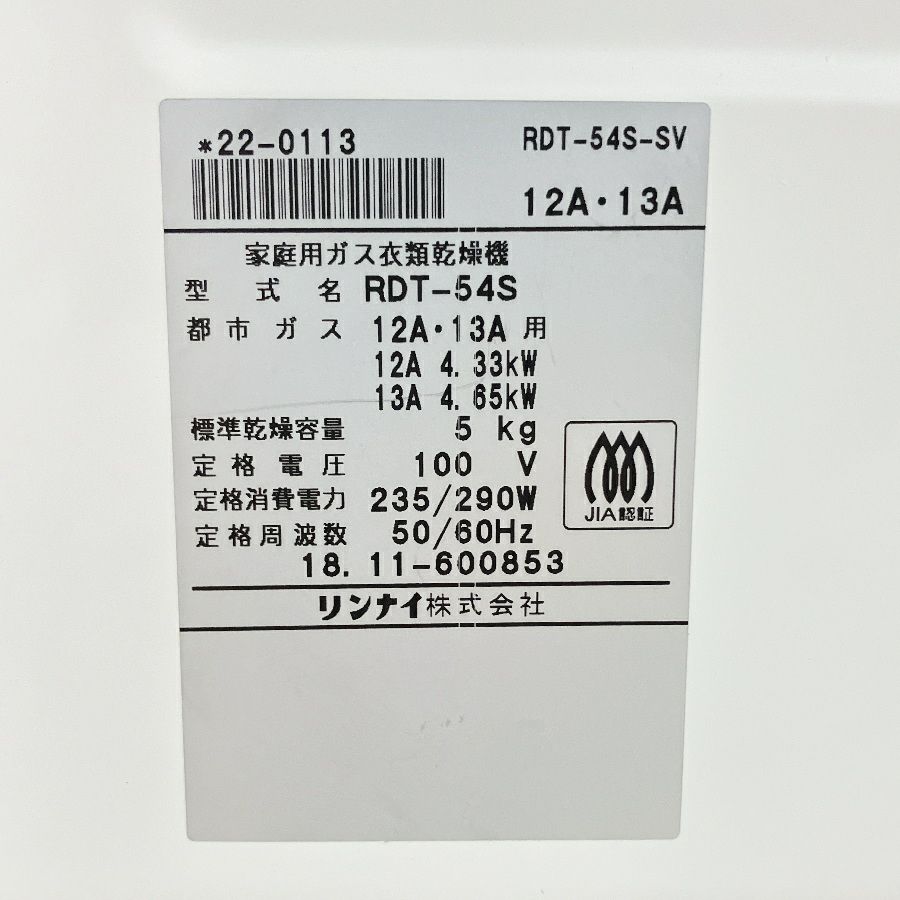 *22-0113
RDT-54S-SV
12A・13A
家庭用ガス衣類乾燥機
型式名 RDT-54S
都市ガス 12A・13A用
12A 4.33kW
13A 4.65kW
標準乾燥容量 5 kg
定格電圧 100 V
定格消費電力 235/290W
定格周波数 50/60Hz
JIA認証
18.11-600853
リンナイ株式会社